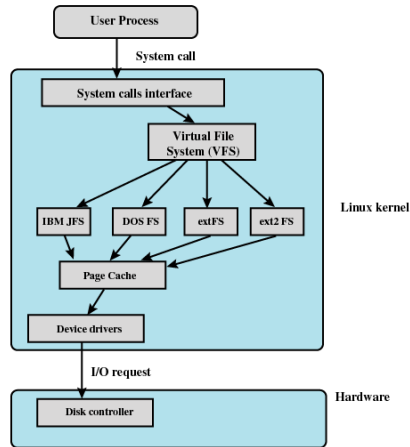 User Process
System call
System calls interface
Virtual File
System (VFS)
IBM JFS
DOS FS
extFS
ext2 FS
Linux kernel
Page Cache
Device drivers
I/O request
Hardware
Disk controller